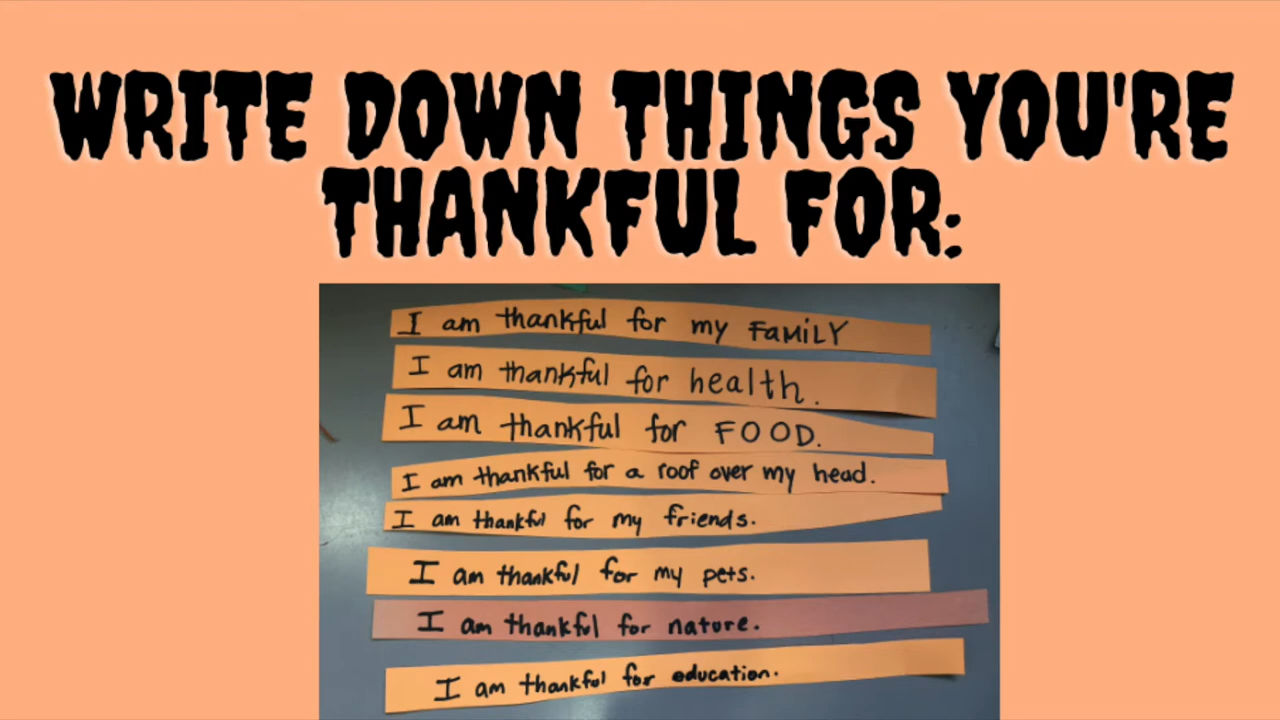 WRITE DOWN THINGS YOU'RE
THANKFUL FOR:
I am thankful for my FaMiLY
I am thankful for health.
I am thankful for FOOD.
I am thankful for a roof over my head.
I am thankful for my friends.
I am thankful for my pets.
I am thankful for nature.
I am thankful for education.